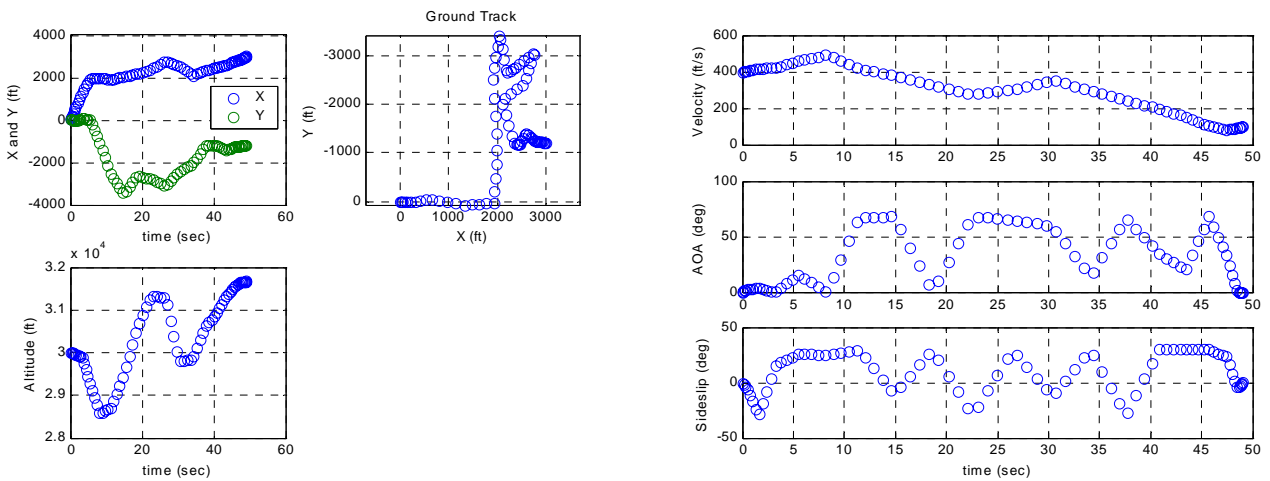 Ground Track
4000
2000
0
-2000
-4000
X and Y (ft)
X
Y
0
20
40
60
time (sec)
-3000
-2000
-1000
0
Y (ft)
0
1000
2000
3000
X (ft)
x 10^4
3.2
3.1
3
2.9
2.8
Altitude (ft)
0
20
40
60
time (sec)
600
400
200
0
Velocity (ft/s)
0 5 10 15 20 25 30 35 40 45 50
100
50
0
AOA (deg)
0 5 10 15 20 25 30 35 40 45 50
50
0
-50
Sideslip (deg)
0 5 10 15 20 25 30 35 40 45 50
time (sec)